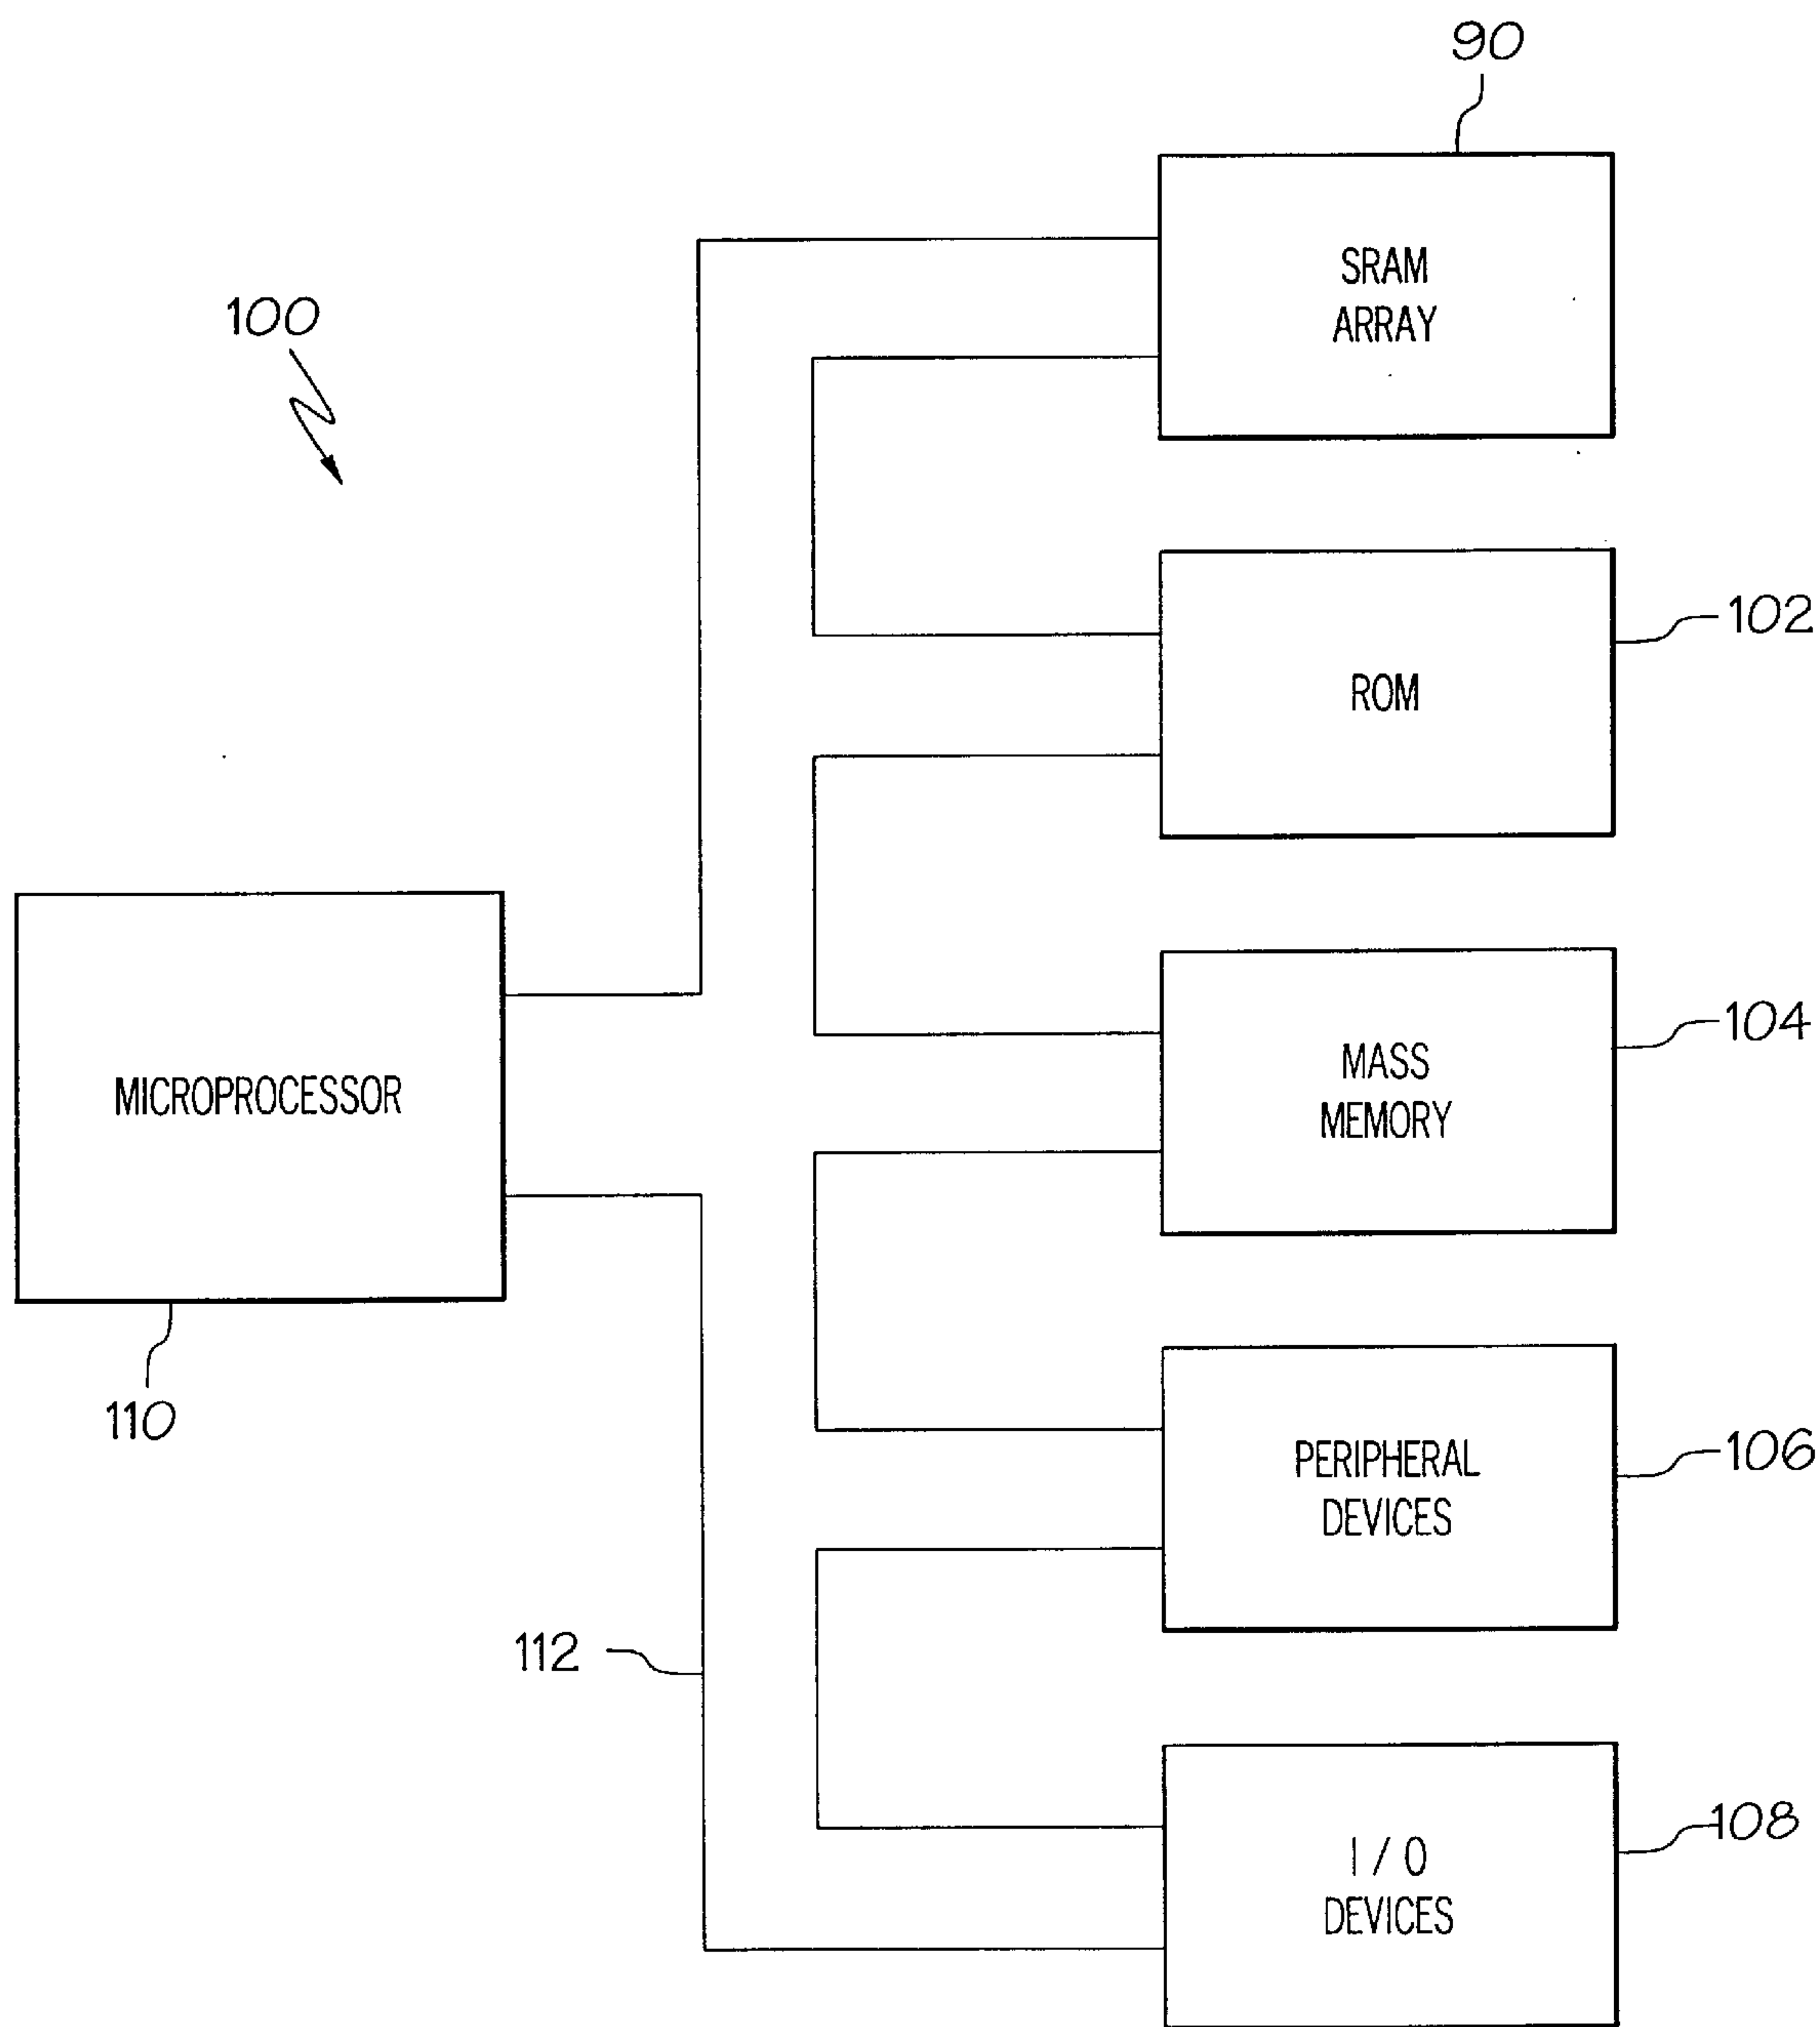 90
SRAM
ARRAY
100
102
ROM
104
MASS
MEMORY
MICROPROCESSOR
110
106
PERIPHERAL
DEVICES
112
108
I / O
DEVICES